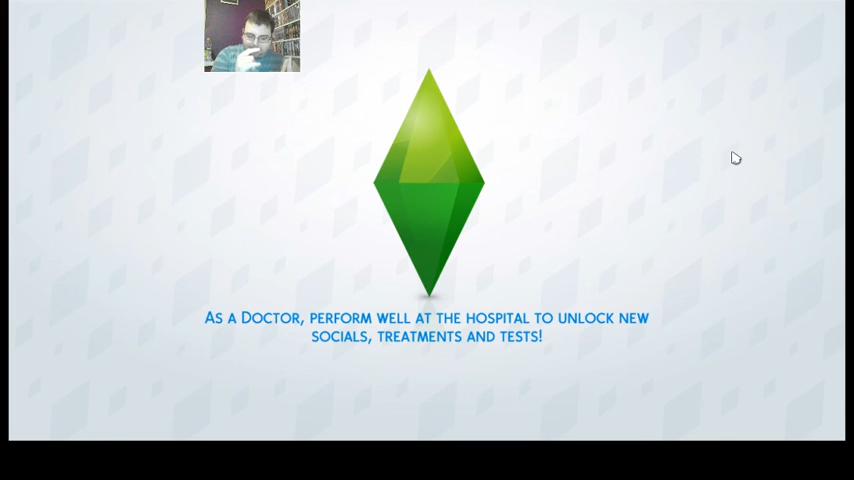 As a Doctor, perform well at the hospital to unlock new
socials, treatments and tests!